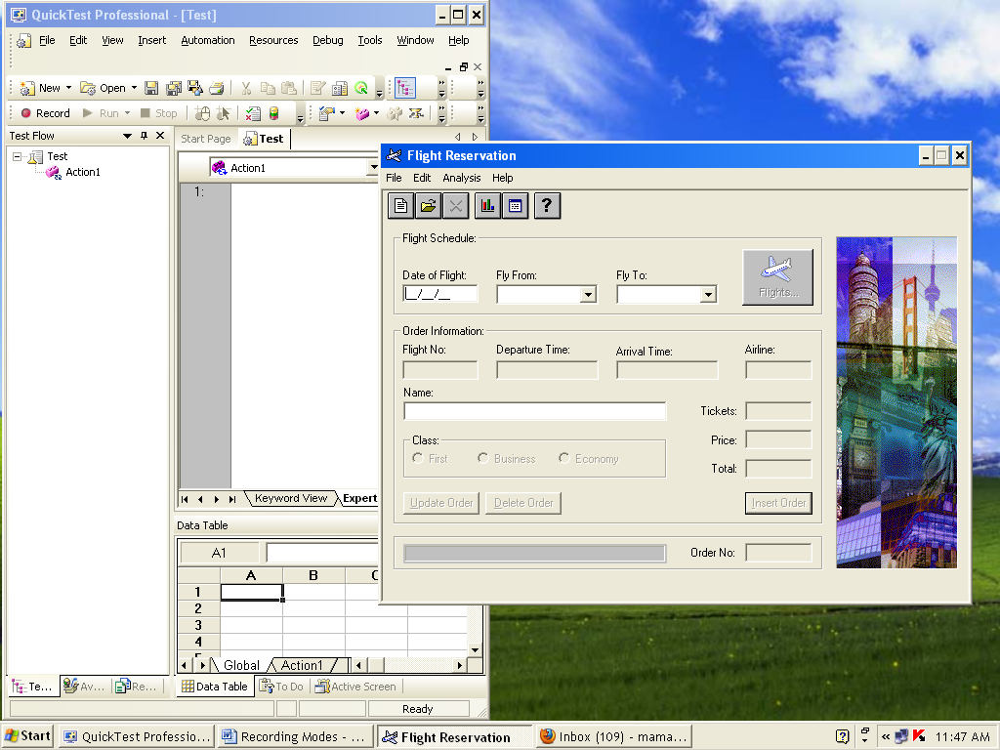 QuickTest Professional - [Test]
File Edit View Insert Automation Resources Debug Tools Window Help
New Open
Record Run Stop
Test Flow
Start Page Test
Test
Action1
Action1
1:
Keyword View Expert
Data Table
A1
A B C
1
2
3
4
Global Action1
Te... Av... Re...
Data Table To Do Active Screen
Ready
Flight Reservation
File Edit Analysis Help
?
Flight Schedule:
Date of Flight: Fly From: Fly To:
__/__/__
Flights...
Order Information:
Flight No: Departure Time: Arrival Time: Airline:
Name:
Tickets:
Class:
First Business Economy
Price:
Total:
Update Order Delete Order Insert Order
Order No:
Start QuickTest Professio... Recording Modes - ... Flight Reservation Inbox (109) - mama... ? « 11:47 AM